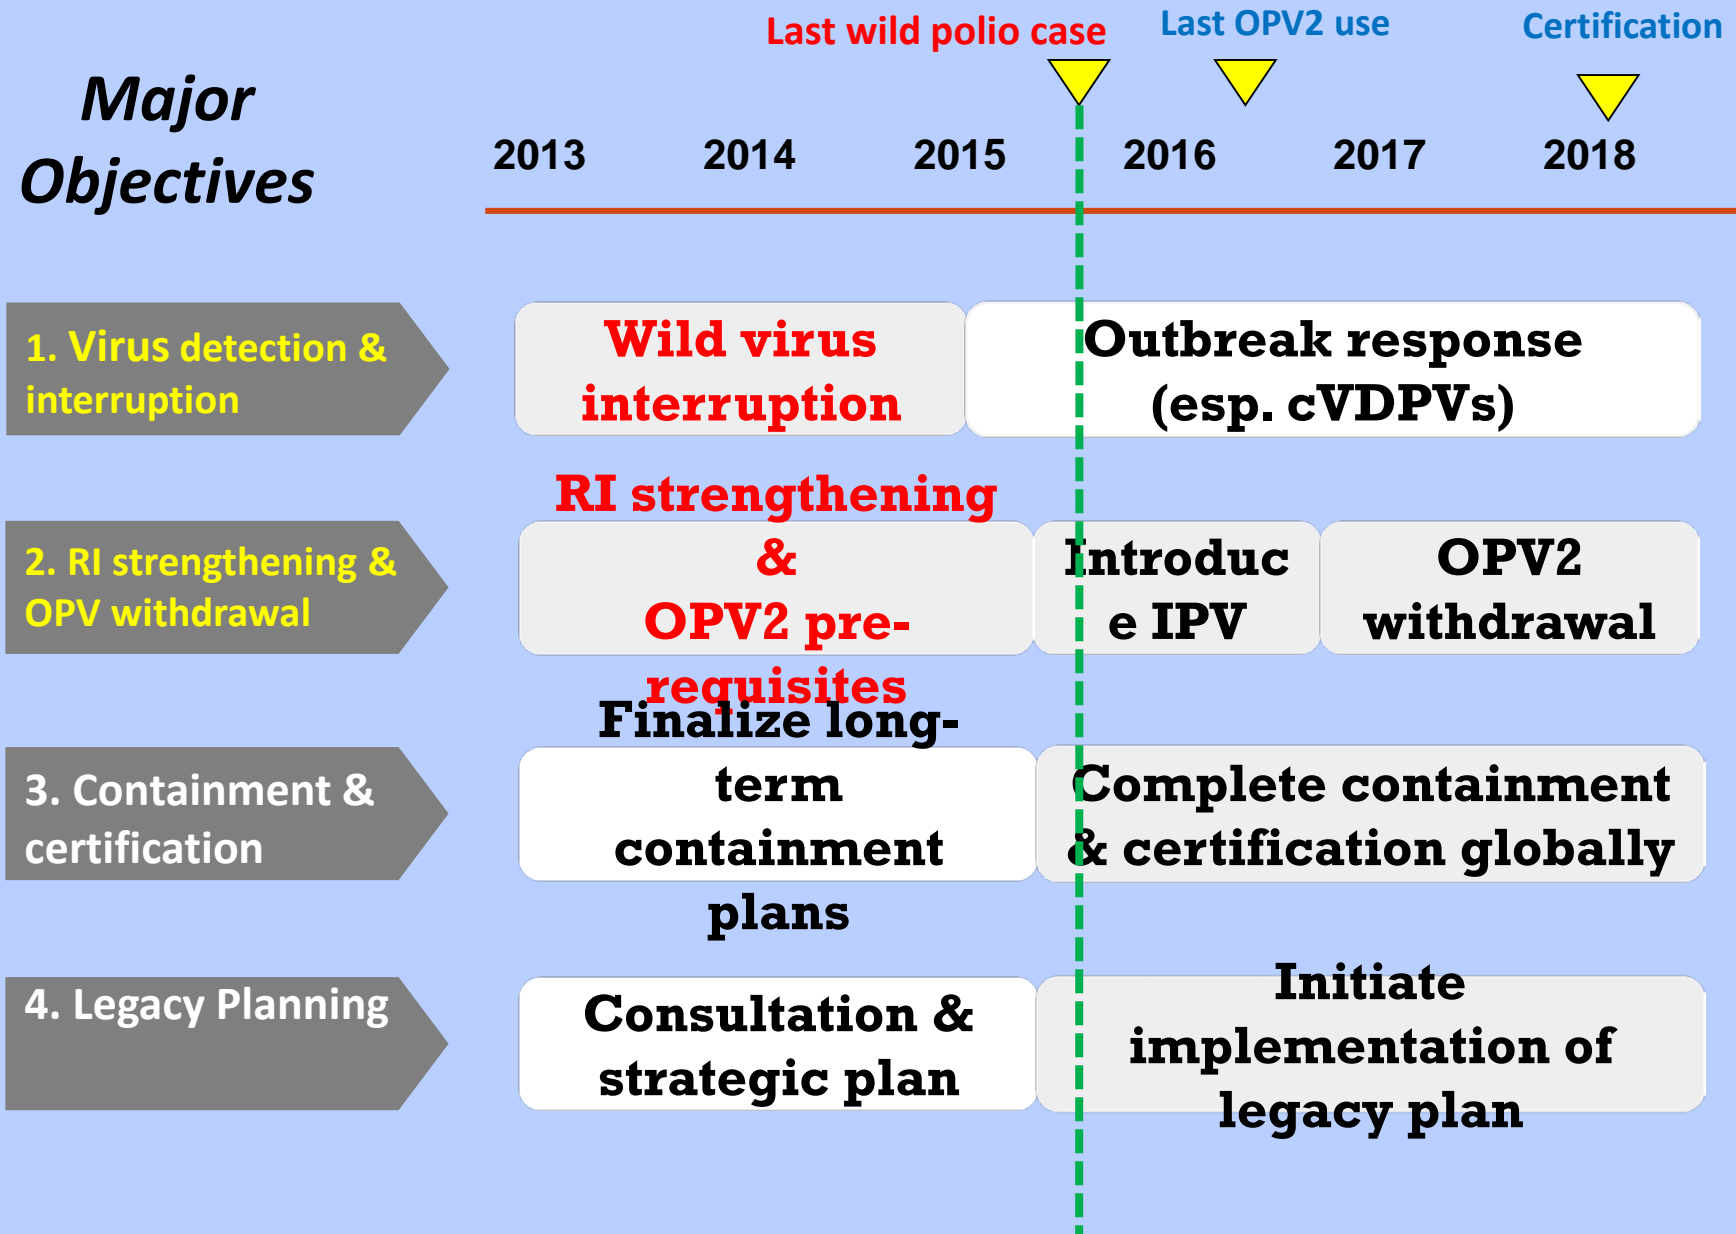 Last wild polio case
Last OPV2 use
Certification
Major
Objectives
2013 2014 2015 2016 2017 2018
1. Virus detection &
interruption
Wild virus
interruption
Outbreak response
(esp. cVDPVs)
2. RI strengthening &
OPV withdrawal
RI strengthening
&
OPV2 pre-
requisites
Introduc
e IPV
OPV2
withdrawal
3. Containment &
certification
Finalize long-
term
containment
plans
Complete containment
& certification globally
4. Legacy Planning
Consultation &
strategic plan
Initiate
implementation of
legacy plan